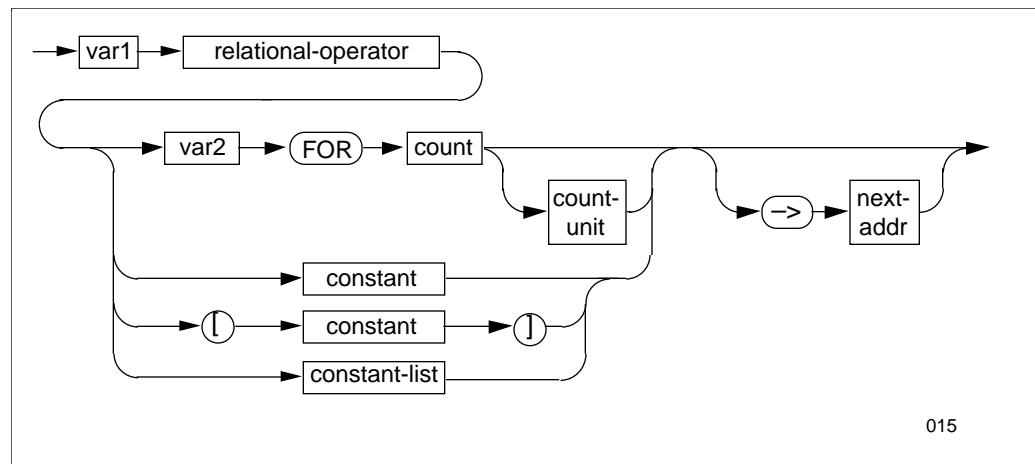 var1 relational-operator
var2 FOR count
count-
unit
–>
next-
addr
constant
[ constant ]
constant-list
015